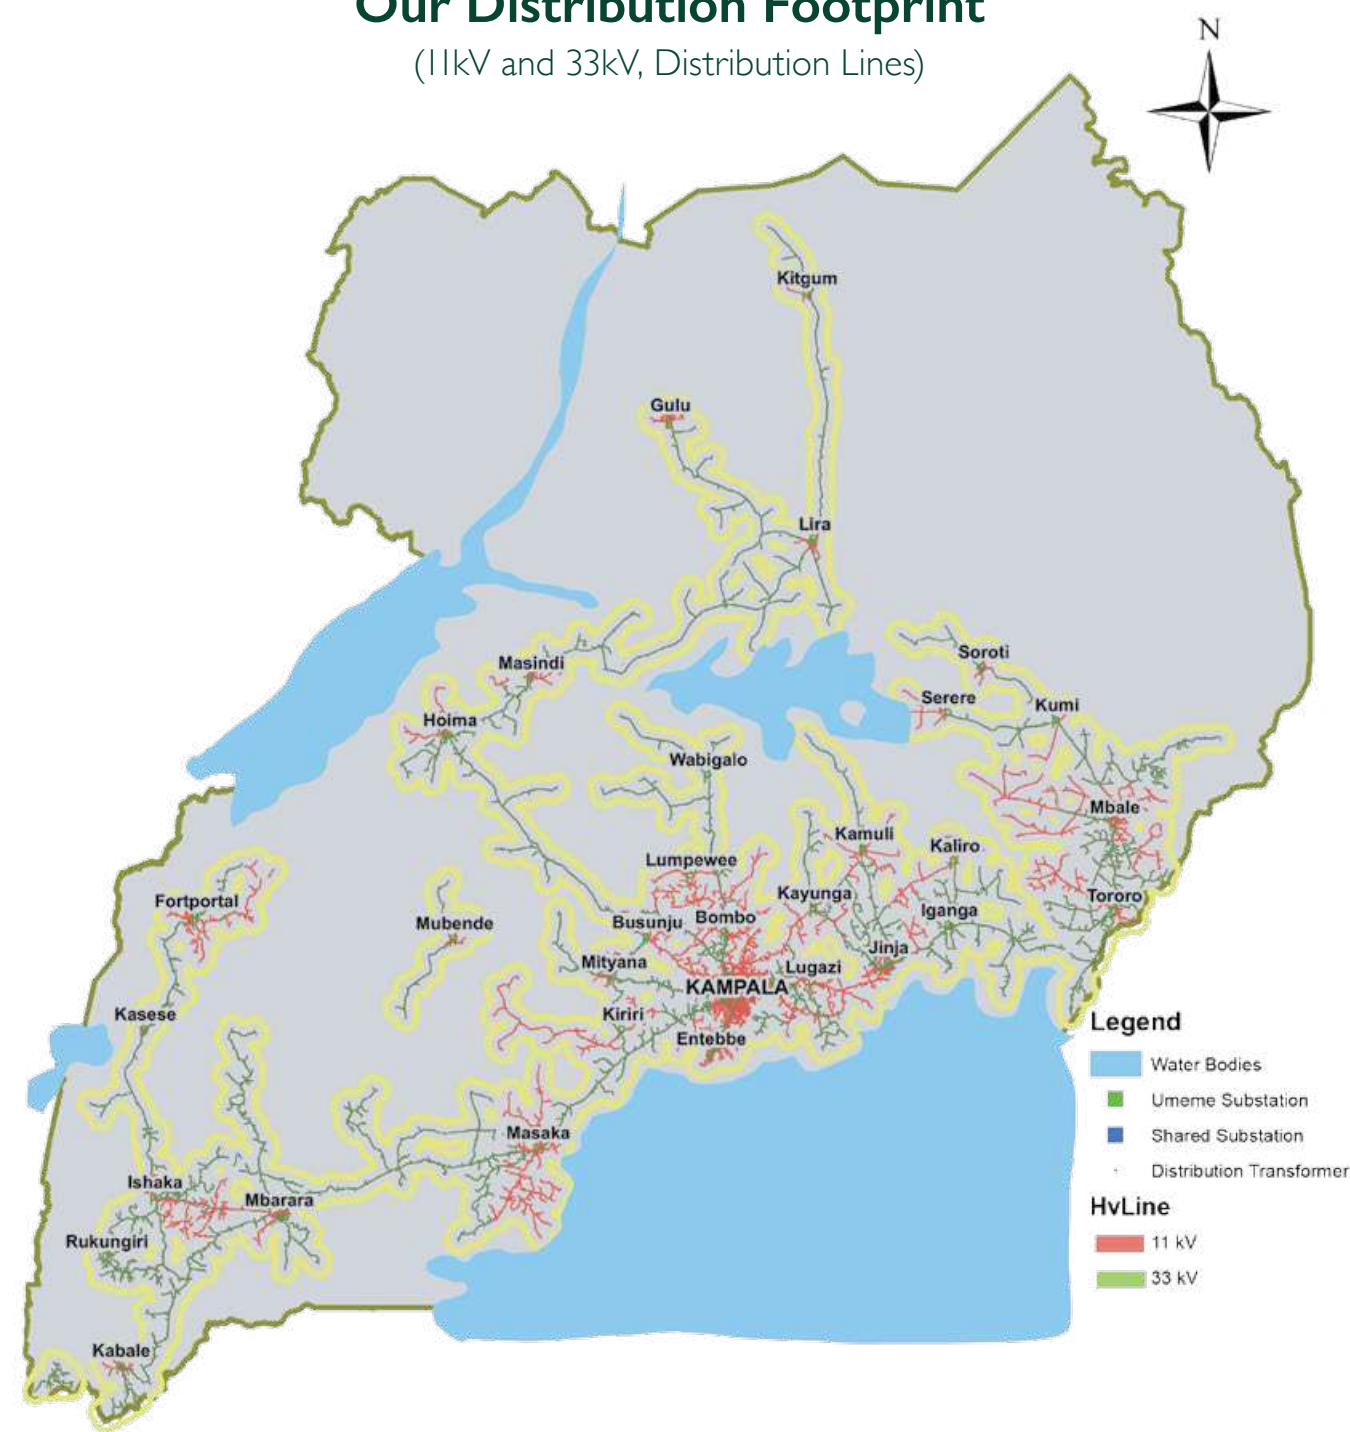 Our Distribution Footprint
(11kV and 33kV, Distribution Lines)
N
Kitgum
Gulu
Lira
Soroti
Masindi
Serere
Kumi
Hoima
Wabigalo
Mbale
Kamuli
Kaliro
Lumpewee
Kayunga
Tororo
Fortportal
Iganga
Bombo
Busunju
Mubende
Jinja
Mityana
Lugazi
KAMPALA
Kasese
Kiriri
Entebbe
Masaka
Ishaka
Mbarara
Rukungiri
Kabale
Legend
Water Bodies
Umeme Substation
Shared Substation
Distribution Transformer
HvLine
11 kV
33 kV